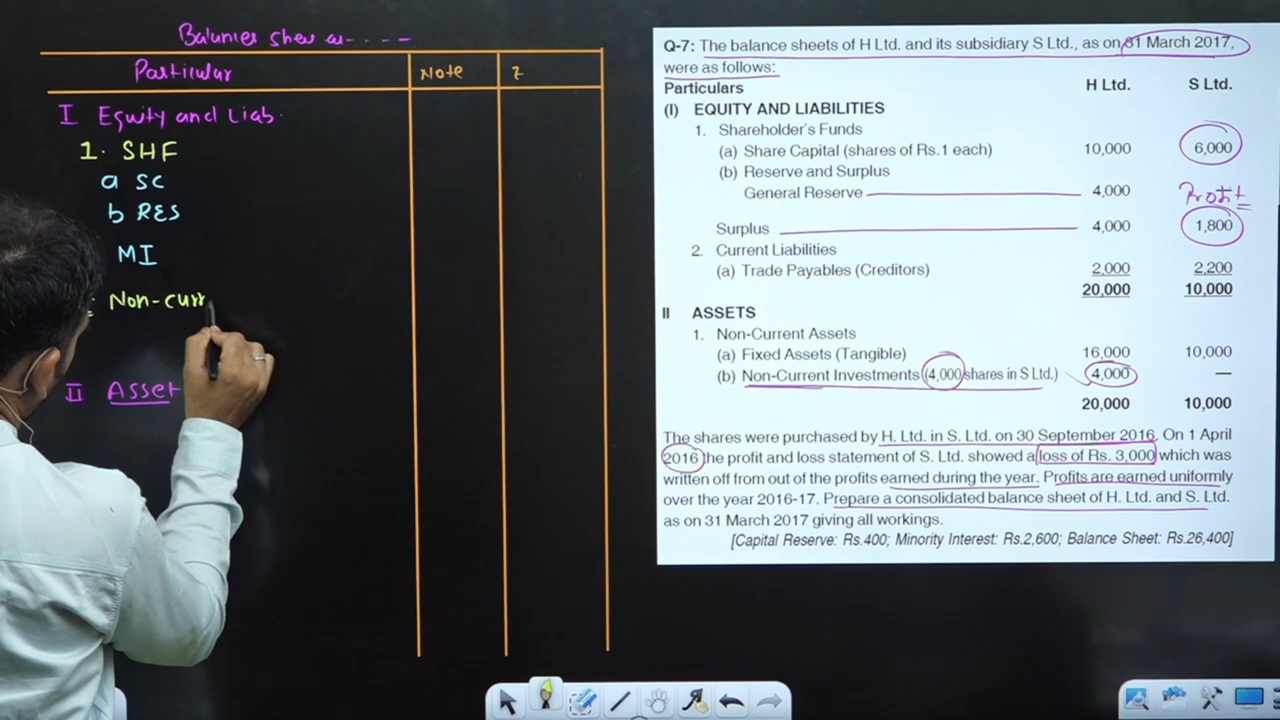 Balunies sheu as----
Particular Note ₹
I Equity and Liab.
1. SHF
a SC
b RES
MI
Non-curr
II Asset
Q-7: The balance sheets of H Ltd. and its subsidiary S Ltd., as on 31 March 2017,
were as follows:
Particulars H Ltd. S Ltd.
(I) EQUITY AND LIABILITIES
1. Shareholder's Funds
(a) Share Capital (shares of Rs.1 each) 10,000 6,000
(b) Reserve and Surplus
General Reserve 4,000 Profit
Surplus 4,000 1,800
2. Current Liabilities
(a) Trade Payables (Creditors) 2,000 2,200
20,000 10,000
II ASSETS
1. Non-Current Assets
(a) Fixed Assets (Tangible) 16,000 10,000
(b) Non-Current Investments (4,000 shares in S Ltd.) 4,000 —
20,000 10,000
The shares were purchased by H. Ltd. in S. Ltd. on 30 September 2016. On 1 April
2016 the profit and loss statement of S. Ltd. showed a loss of Rs. 3,000 which was
written off from out of the profits earned during the year. Profits are earned uniformly
over the year 2016-17. Prepare a consolidated balance sheet of H. Ltd. and S. Ltd.
as on 31 March 2017 giving all workings.
[Capital Reserve: Rs.400; Minority Interest: Rs.2,600; Balance Sheet: Rs.26,400]